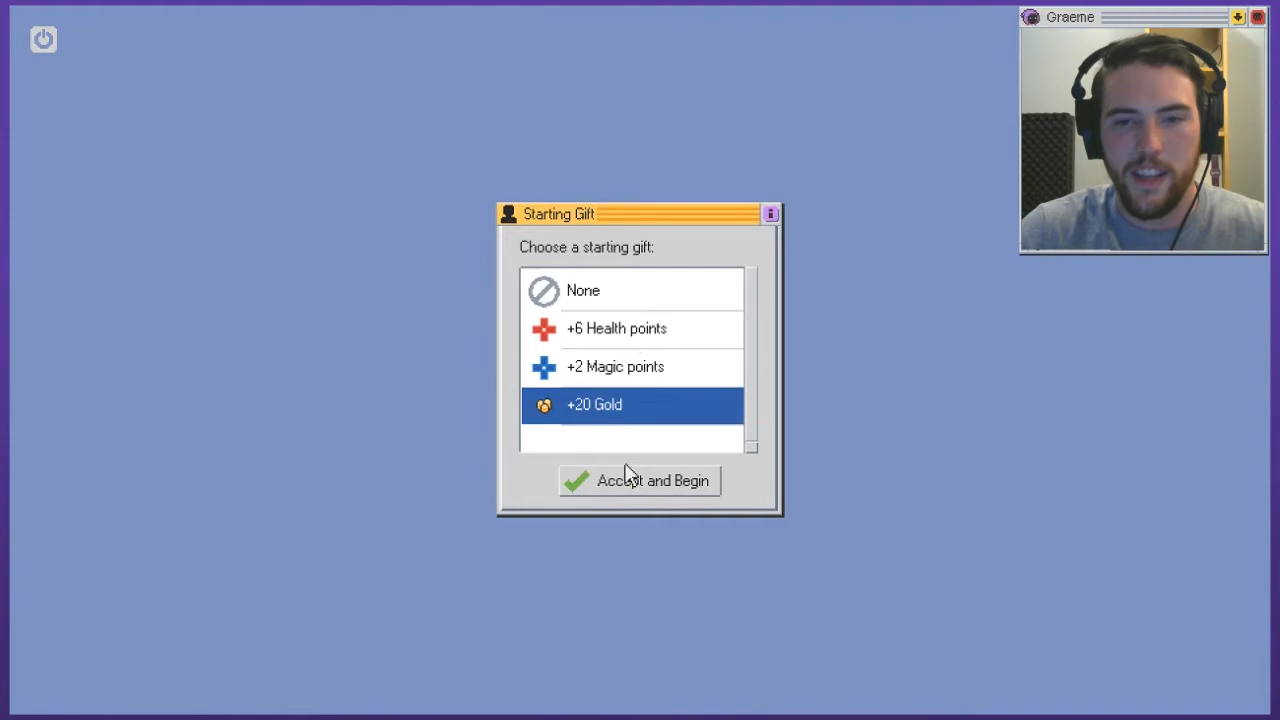 Graeme
Starting Gift
Choose a starting gift:
None
+6 Health points
+2 Magic points
+20 Gold
Accept and Begin